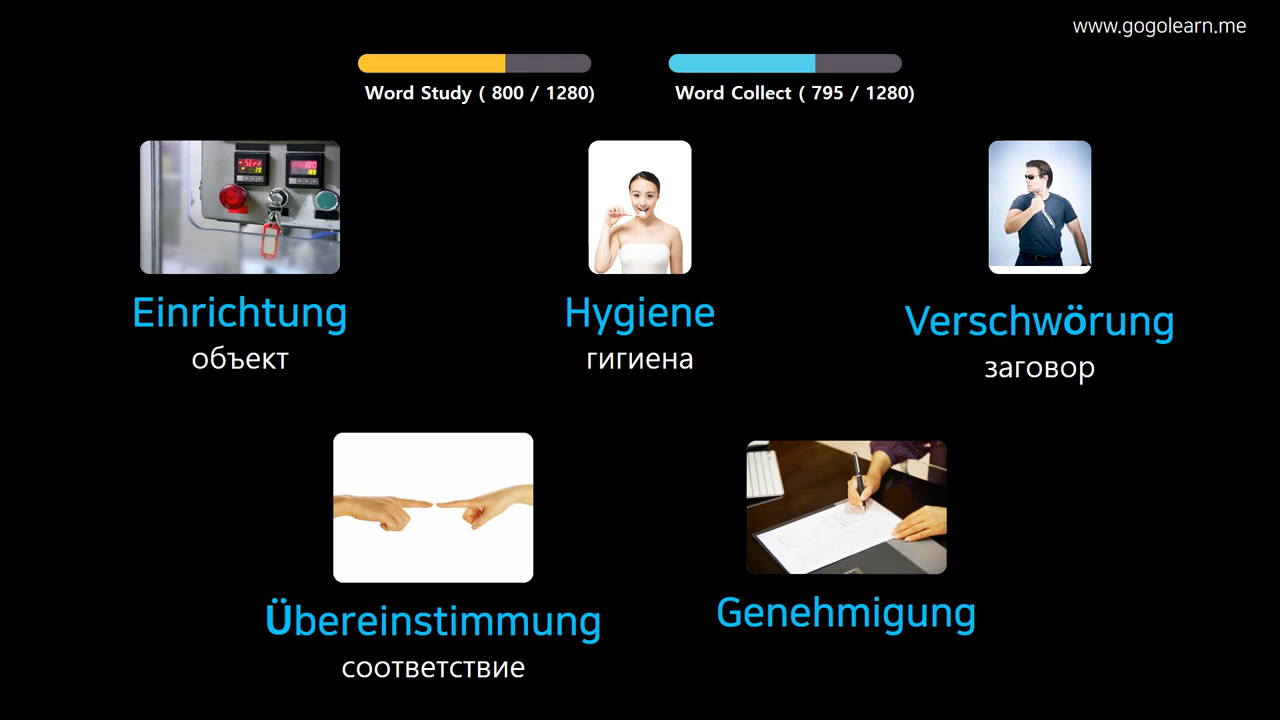 www.gogolearn.me
Word Study ( 800 / 1280)
Word Collect ( 795 / 1280)
Einrichtung
объект
Hygiene
гигиена
Verschwörung
заговор
Übereinstimmung
соответствие
Genehmigung